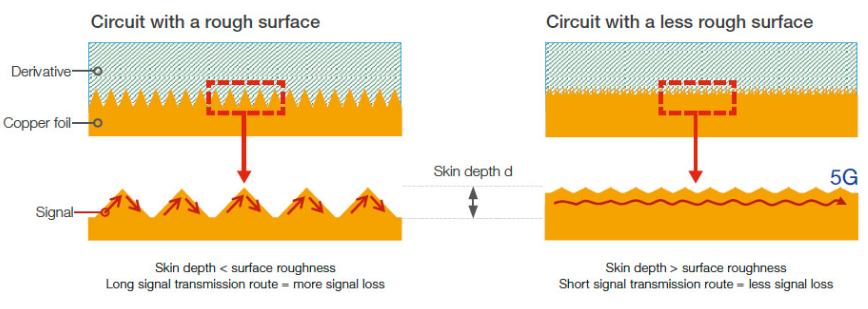 Circuit with a rough surface
Circuit with a less rough surface
Derivative
Copper foil
Skin depth d
5G
Signal
Skin depth < surface roughness
Long signal transmission route = more signal loss
Skin depth > surface roughness
Short signal transmission route = less signal loss